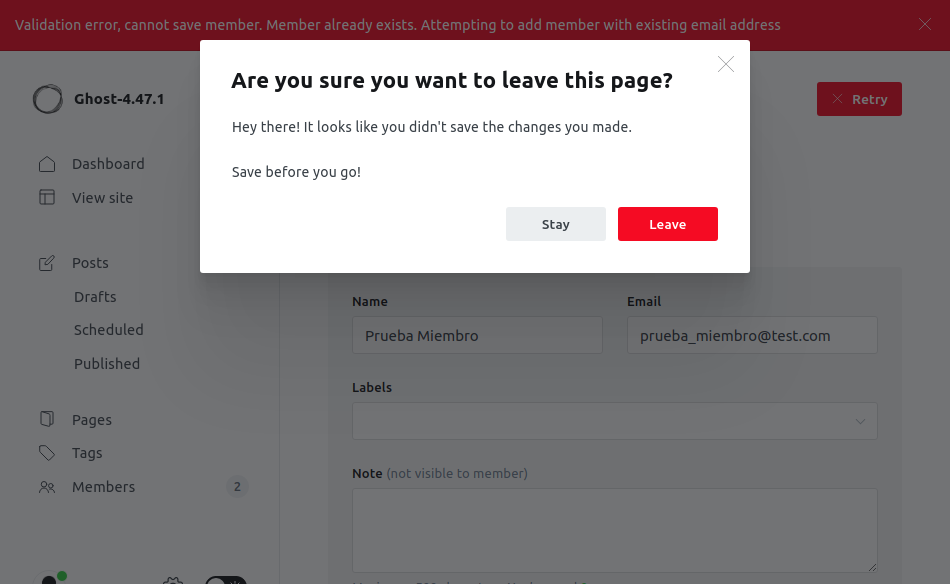 Validation error, cannot save member. Member already exists. Attempting to add member with existing email address
Are you sure you want to leave this page?
Hey there! It looks like you didn't save the changes you made.
Save before you go!
Stay
Leave
Ghost-4.47.1
Retry
Dashboard
View site
Posts
Drafts
Scheduled
Published
Pages
Tags
Members 2
Name
Email
Prueba Miembro
prueba_miembro@test.com
Labels
Note (not visible to member)